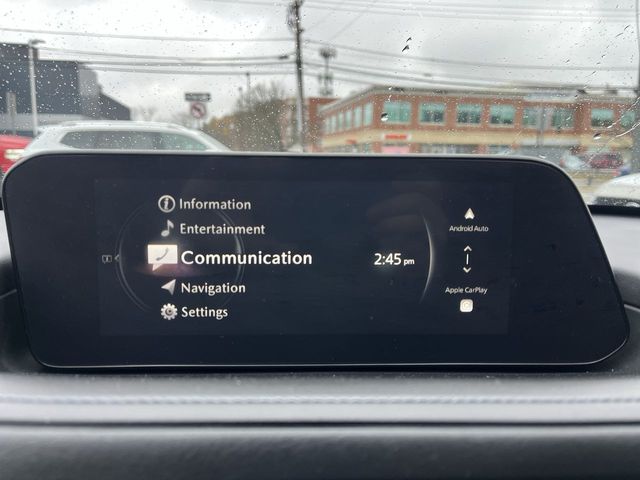 Information
Entertainment
Communication
Navigation
Settings
2:45 pm
Android Auto
Apple CarPlay